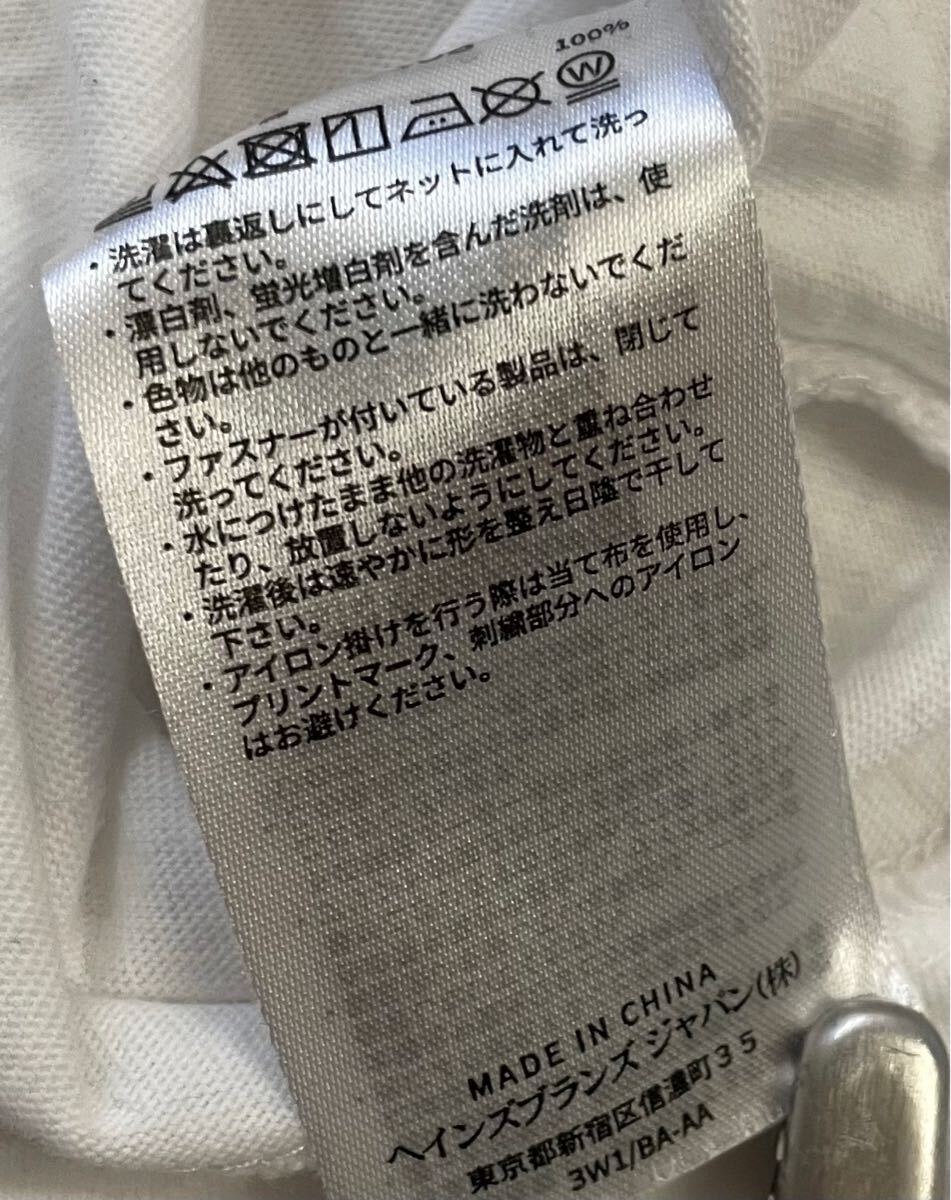 100%
W
・洗濯は裏返しにしてネットに入れて洗っ
てください。
・漂白剤、蛍光増白剤を含んだ洗剤は、使
用しないでください。
・色物は他のものと一緒に洗わないでくだ
さい。
・ファスナーが付いている製品は、閉じて
洗ってください。
・水につけたまま他の洗濯物と重ね合わせ
たり、放置しないようにしてください。
・洗濯後は速やかに形を整え日陰で干して
下さい。
・アイロン掛けを行う際は当て布を使用し、
プリントマーク、刺繍部分へのアイロン
はお避けください。
MADE IN CHINA
ヘインズブランズ ジャパン(株)
東京都新宿区信濃町３５
3W1/BA-AA